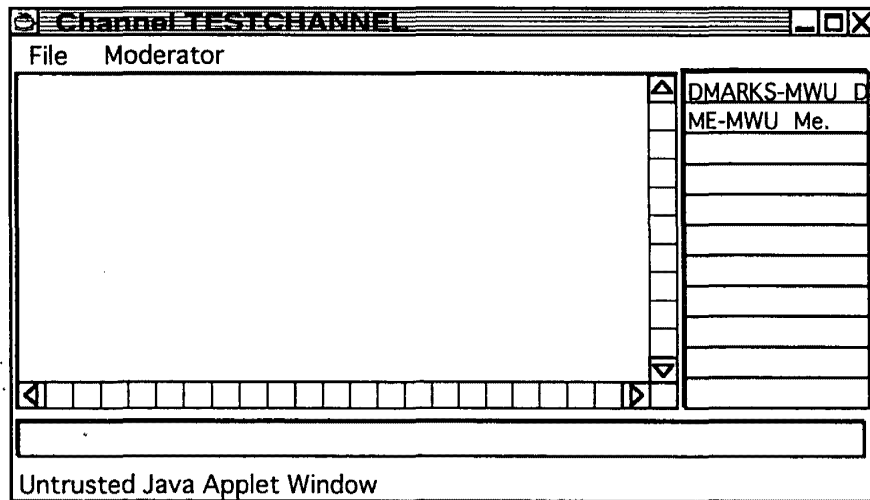 Channel TESTCHANNEL
File Moderator
DMARKS-MWU D
ME-MWU Me.
Untrusted Java Applet Window